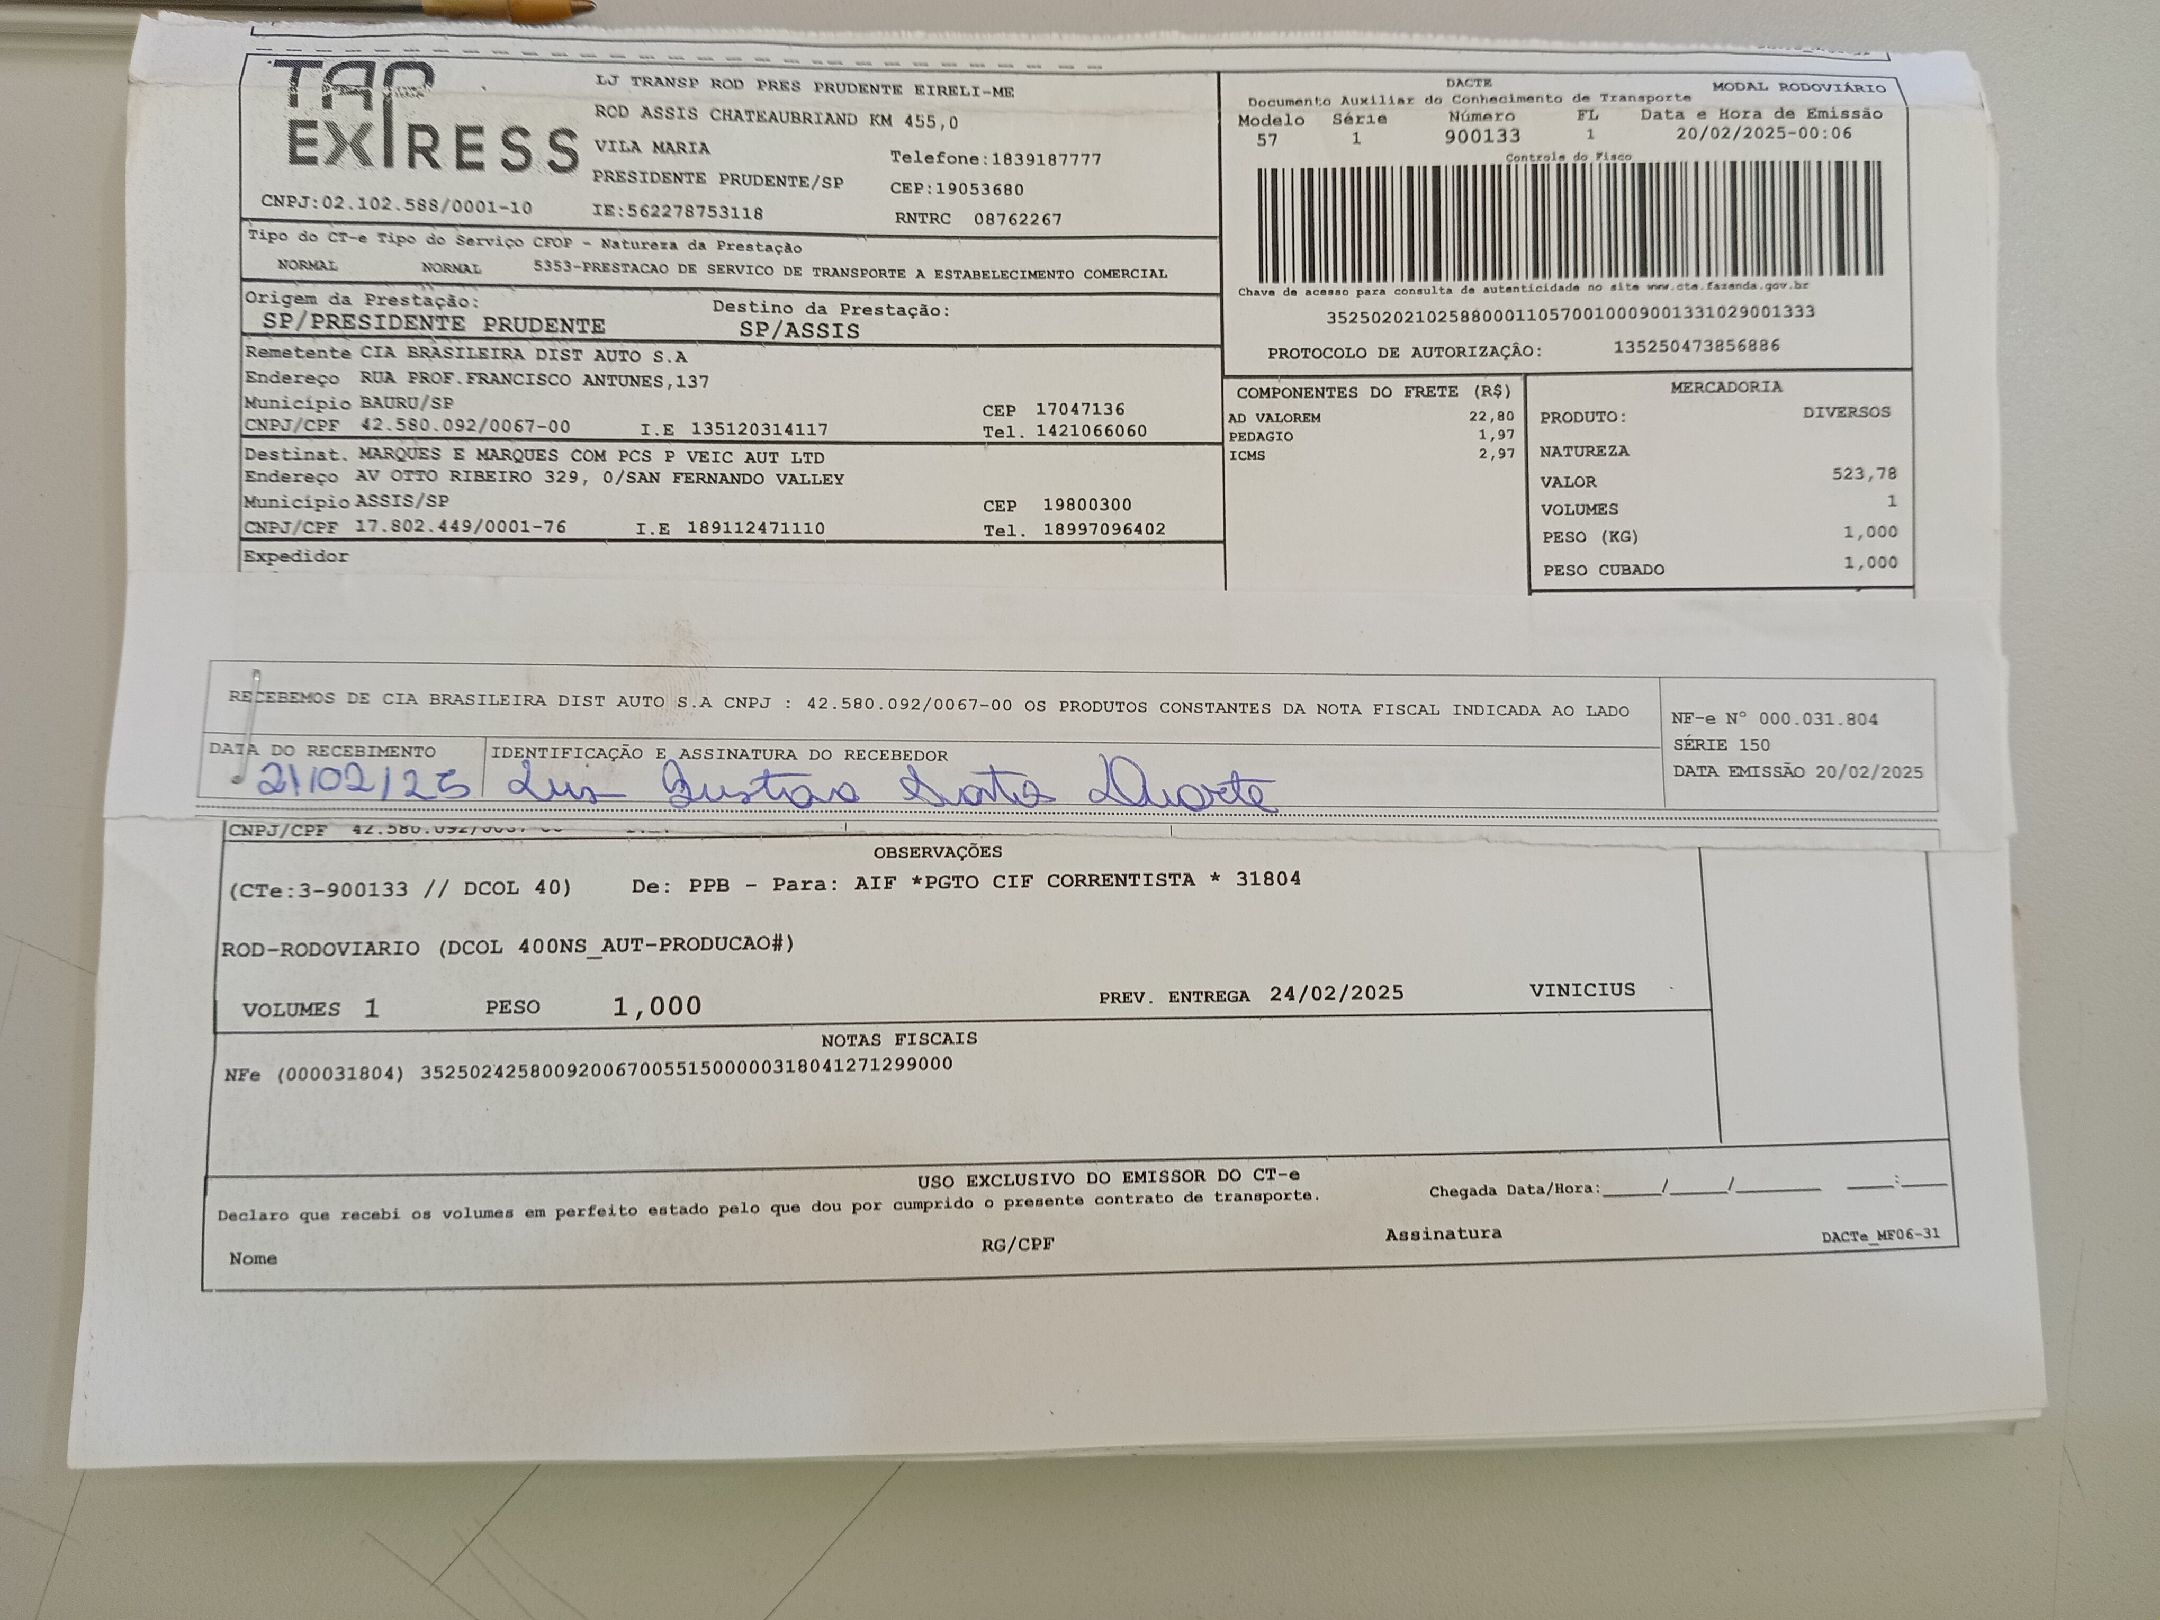 TAP
EXPRESS
LJ TRANSP ROD PRES PRUDENTE EIRELI-ME
ROD ASSIS CHATEAUBRIAND KM 455,0
VILA MARIA
Telefone:1839187777
PRESIDENTE PRUDENTE/SP
CEP:19053680
CNPJ:02.102.588/0001-10 IE:562278753118 RNTRC 08762267
DACTE MODAL RODOVIÁRIO
Documento Auxiliar do Conhecimento de Transporte
Modelo Série Número FL Data e Hora de Emissão
57 1 900133 1 20/02/2025-00:06
Controle do Fisco
Chave de acesso para consulta de autenticidade no site www.cte.fazenda.gov.br
35250202102588000110570010009001331029001333
PROTOCOLO DE AUTORIZAÇÂO: 135250473856886
Tipo do CT-e Tipo do Serviço CFOP - Natureza da Prestação
NORMAL NORMAL 5353-PRESTACAO DE SERVICO DE TRANSPORTE A ESTABELECIMENTO COMERCIAL
Origem da Prestação: Destino da Prestação:
SP/PRESIDENTE PRUDENTE SP/ASSIS
Remetente CIA BRASILEIRA DIST AUTO S.A
Endereço RUA PROF.FRANCISCO ANTUNES,137
Município BAURU/SP CEP 17047136
CNPJ/CPF 42.580.092/0067-00 I.E 135120314117 Tel. 1421066060
Destinat. MARQUES E MARQUES COM PCS P VEIC AUT LTD
Endereço AV OTTO RIBEIRO 329, 0/SAN FERNANDO VALLEY
Município ASSIS/SP CEP 19800300
CNPJ/CPF 17.802.449/0001-76 I.E 189112471110 Tel. 18997096402
Expedidor
COMPONENTES DO FRETE (R$)
AD VALOREM 22,80
PEDAGIO 1,97
ICMS 2,97
MERCADORIA
PRODUTO: DIVERSOS
NATUREZA
VALOR 523,78
VOLUMES 1
PESO (KG) 1,000
PESO CUBADO 1,000
RECEBEMOS DE CIA BRASILEIRA DIST AUTO S.A CNPJ : 42.580.092/0067-00 OS PRODUTOS CONSTANTES DA NOTA FISCAL INDICADA AO LADO
NF-e N° 000.031.804
SÉRIE 150
DATA EMISSÃO 20/02/2025
DATA DO RECEBIMENTO IDENTIFICAÇÃO E ASSINATURA DO RECEBEDOR
21/02/25 Luis Gustavo Duarte
CNPJ/CPF 42.580.092/0067-00
OBSERVAÇÕES
(CTe:3-900133 // DCOL 40) De: PPB - Para: AIF *PGTO CIF CORRENTISTA * 31804
ROD-RODOVIARIO (DCOL 400NS_AUT-PRODUCAO#)
VOLUMES 1 PESO 1,000 PREV. ENTREGA 24/02/2025 VINICIUS
NOTAS FISCAIS
NFe (000031804) 35250242580092006700551500000318041271299000
USO EXCLUSIVO DO EMISSOR DO CT-e
Declaro que recebi os volumes em perfeito estado pelo que dou por cumprido o presente contrato de transporte.
Chegada Data/Hora:____/____/______ ___:___
Nome RG/CPF Assinatura DACTe_MF06-31